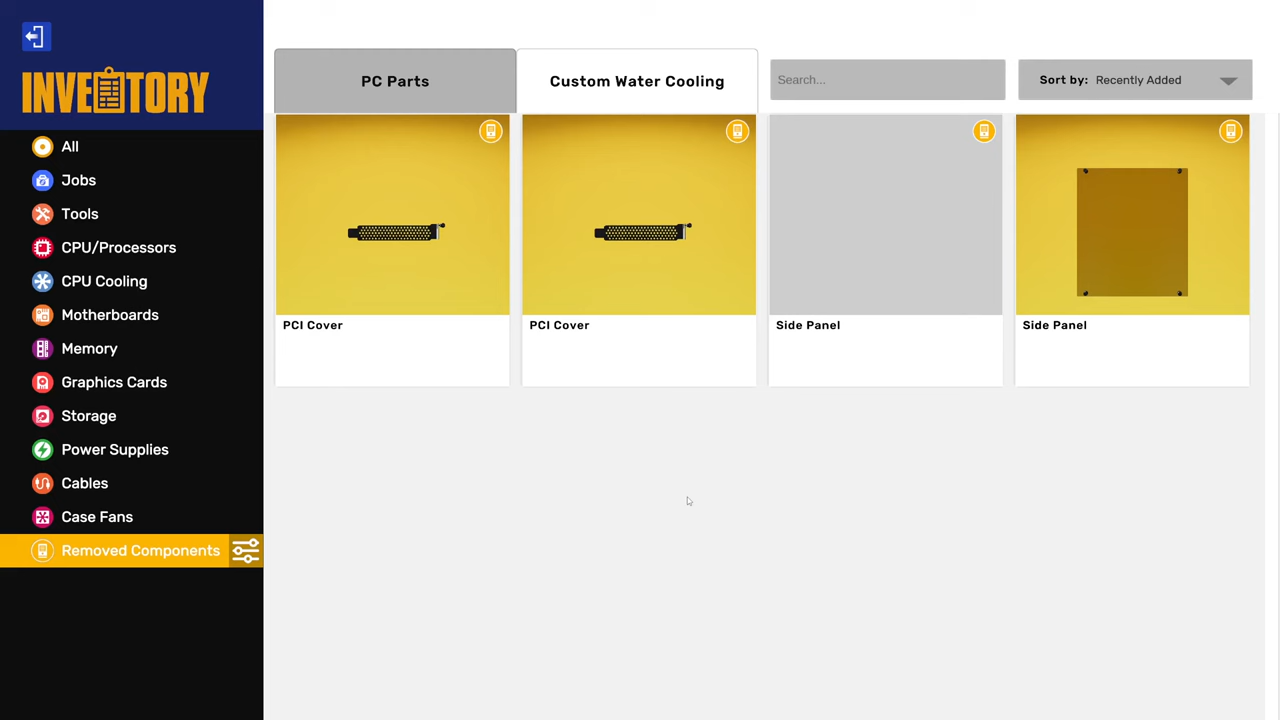 INVENTORY
All
Jobs
Tools
CPU/Processors
CPU Cooling
Motherboards
Memory
Graphics Cards
Storage
Power Supplies
Cables
Case Fans
Removed Components
PC Parts
Custom Water Cooling
Search...
Sort by: Recently Added
PCI Cover
PCI Cover
Side Panel
Side Panel